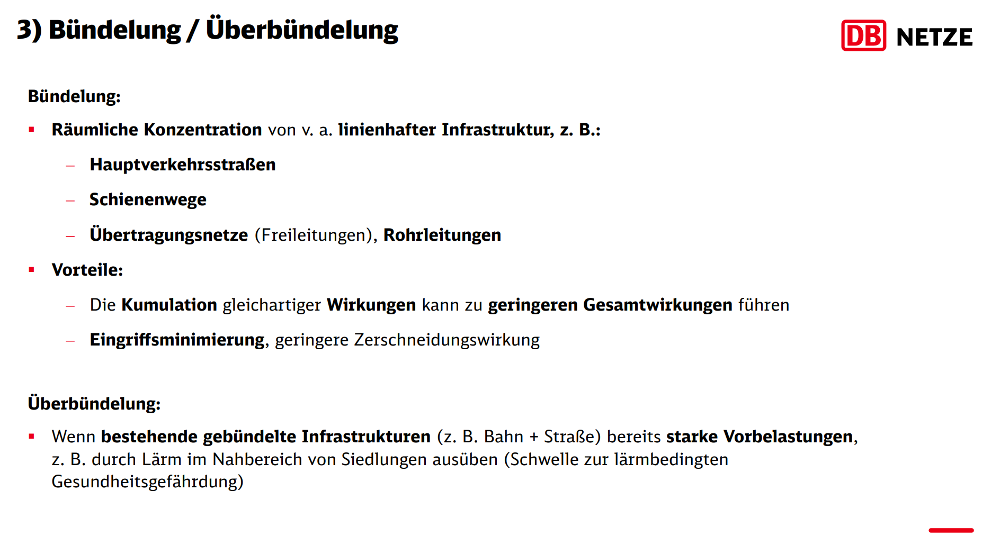 3) Bündelung / Überbündelung
DB NETZE
Bündelung:
▪ Räumliche Konzentration von v. a. linienhafter Infrastruktur, z. B.:
– Hauptverkehrsstraßen
– Schienenwege
– Übertragungsnetze (Freileitungen), Rohrleitungen
▪ Vorteile:
– Die Kumulation gleichartiger Wirkungen kann zu geringeren Gesamtwirkungen führen
– Eingriffsminimierung, geringere Zerschneidungswirkung
Überbündelung:
▪ Wenn bestehende gebündelte Infrastrukturen (z. B. Bahn + Straße) bereits starke Vorbelastungen,
z. B. durch Lärm im Nahbereich von Siedlungen ausüben (Schwelle zur lärmbedingten
Gesundheitsgefährdung)